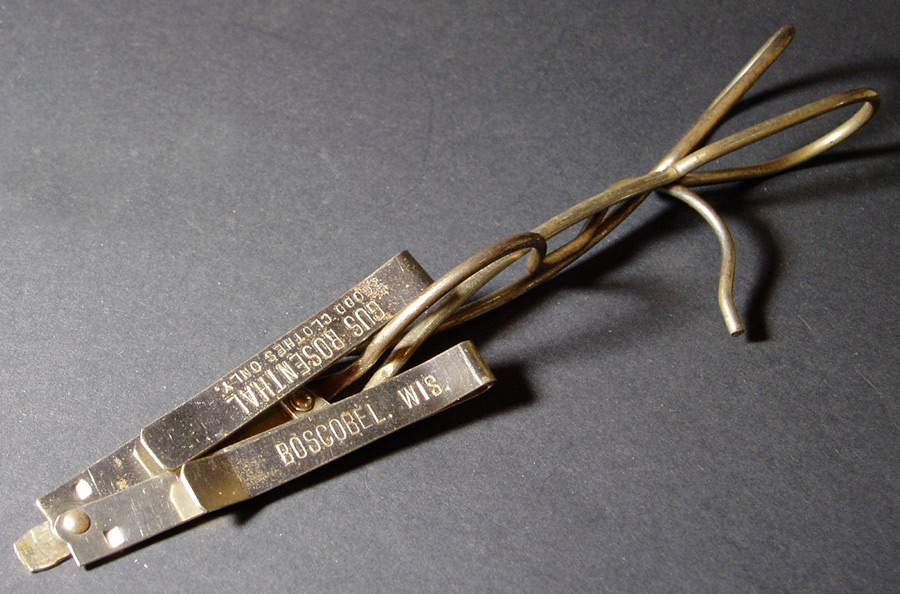 GUS ROSENTHAL
GOOD CLOTHES ONLY.
BOSCOBEL. WIS.